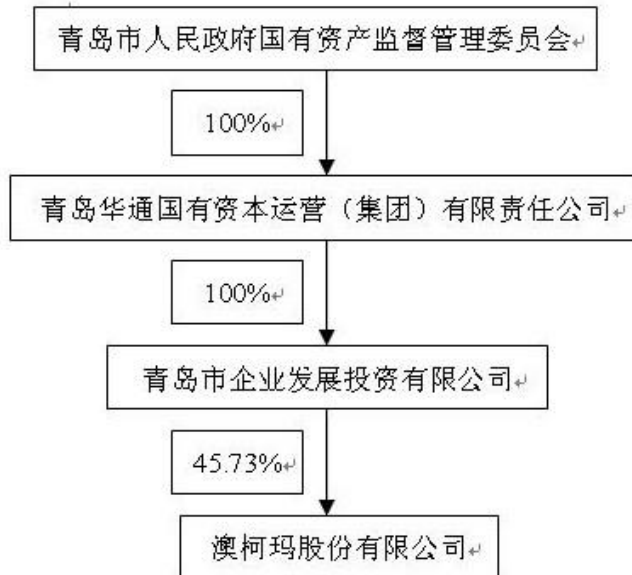 青岛市人民政府国有资产监督管理委员会
100%
青岛华通国有资本运营（集团）有限责任公司
100%
青岛市企业发展投资有限公司
45.73%
澳柯玛股份有限公司